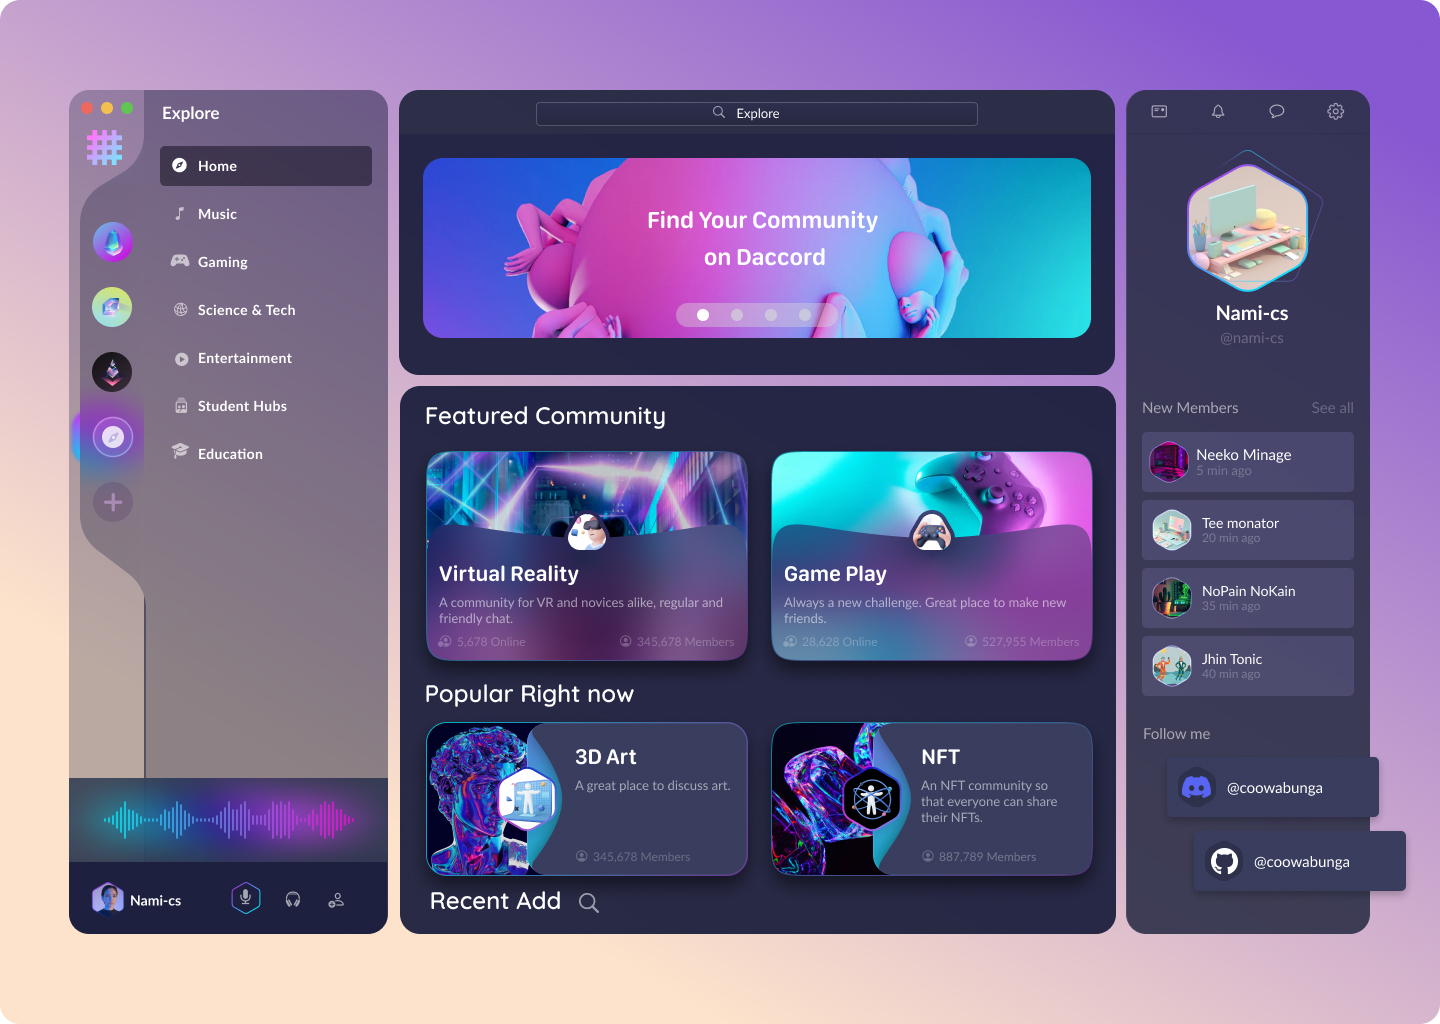 Explore
Home
Music
Gaming
Science & Tech
Entertainment
Student Hubs
Education
Nami-cs
Explore
Find Your Community
on Daccord
Featured Community
Virtual Reality
A community for VR and novices alike, regular and
friendly chat.
5,678 Online
345,678 Members
Game Play
Always a new challenge. Great place to make new
friends.
28,628 Online
527,955 Members
Popular Right now
3D Art
A great place to discuss art.
345,678 Members
NFT
An NFT community so
that everyone can share
their NFTs.
887,789 Members
Recent Add
Nami-cs
@nami-cs
New Members
See all
Neeko Minage
5 min ago
Tee monator
20 min ago
NoPain NoKain
35 min ago
Jhin Tonic
40 min ago
Follow me
@coowabunga
@coowabunga